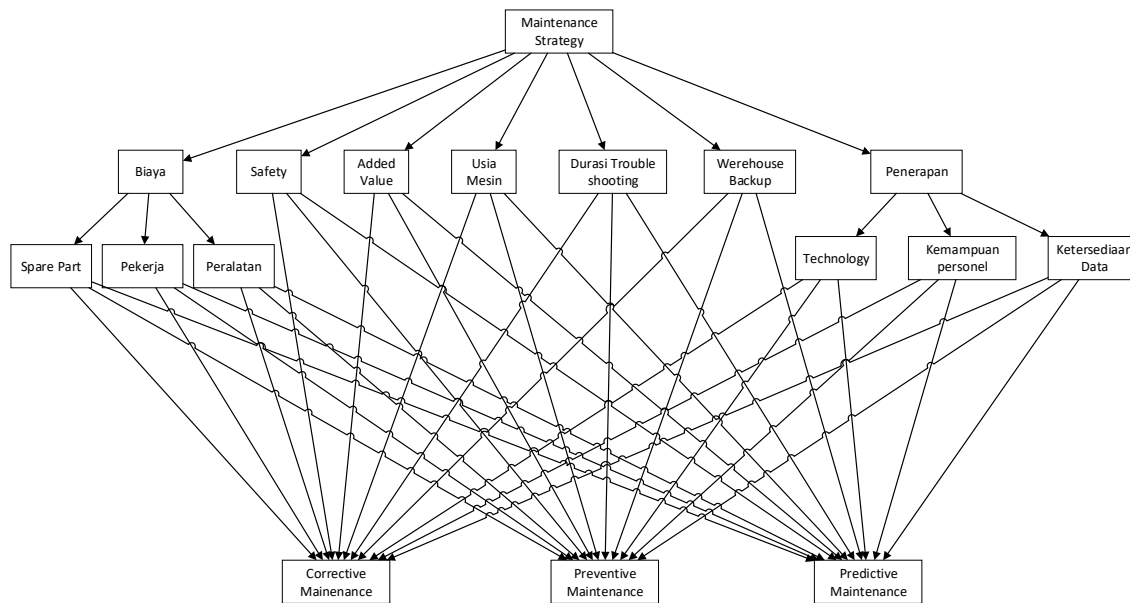 Maintenance
Strategy
Biaya
Safety
Added
Value
Usia
Mesin
Durasi Trouble
shooting
Werehouse
Backup
Penerapan
Spare Part
Pekerja
Peralatan
Technology
Kemampuan
personel
Ketersediaan
Data
Corrective
Mainenance
Preventive
Maintenance
Predictive
Maintenance